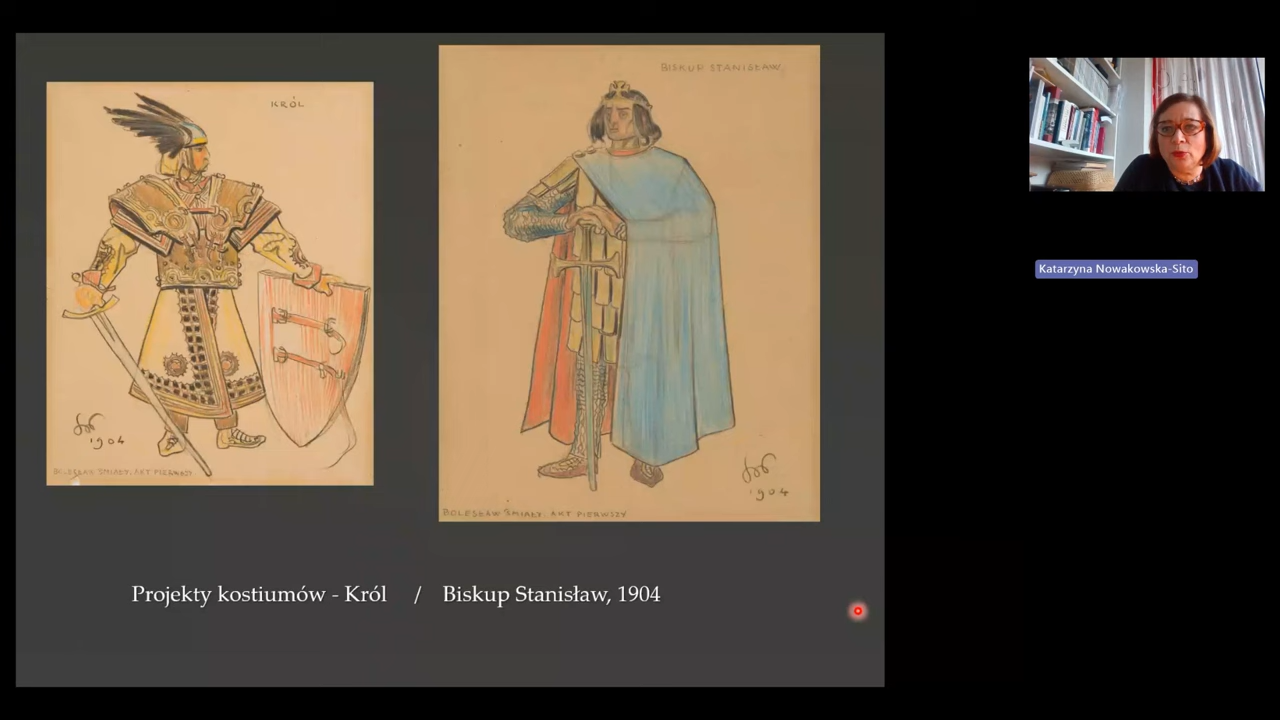 KRÓL
1904
BOLESŁAW ŚMIAŁY. AKT PIERWSZY
BISKUP STANISŁAW
1904
BOLESŁAW ŚMIAŁY. AKT PIERWSZY
Projekty kostiumów - Król / Biskup Stanisław, 1904
Katarzyna Nowakowska-Sito